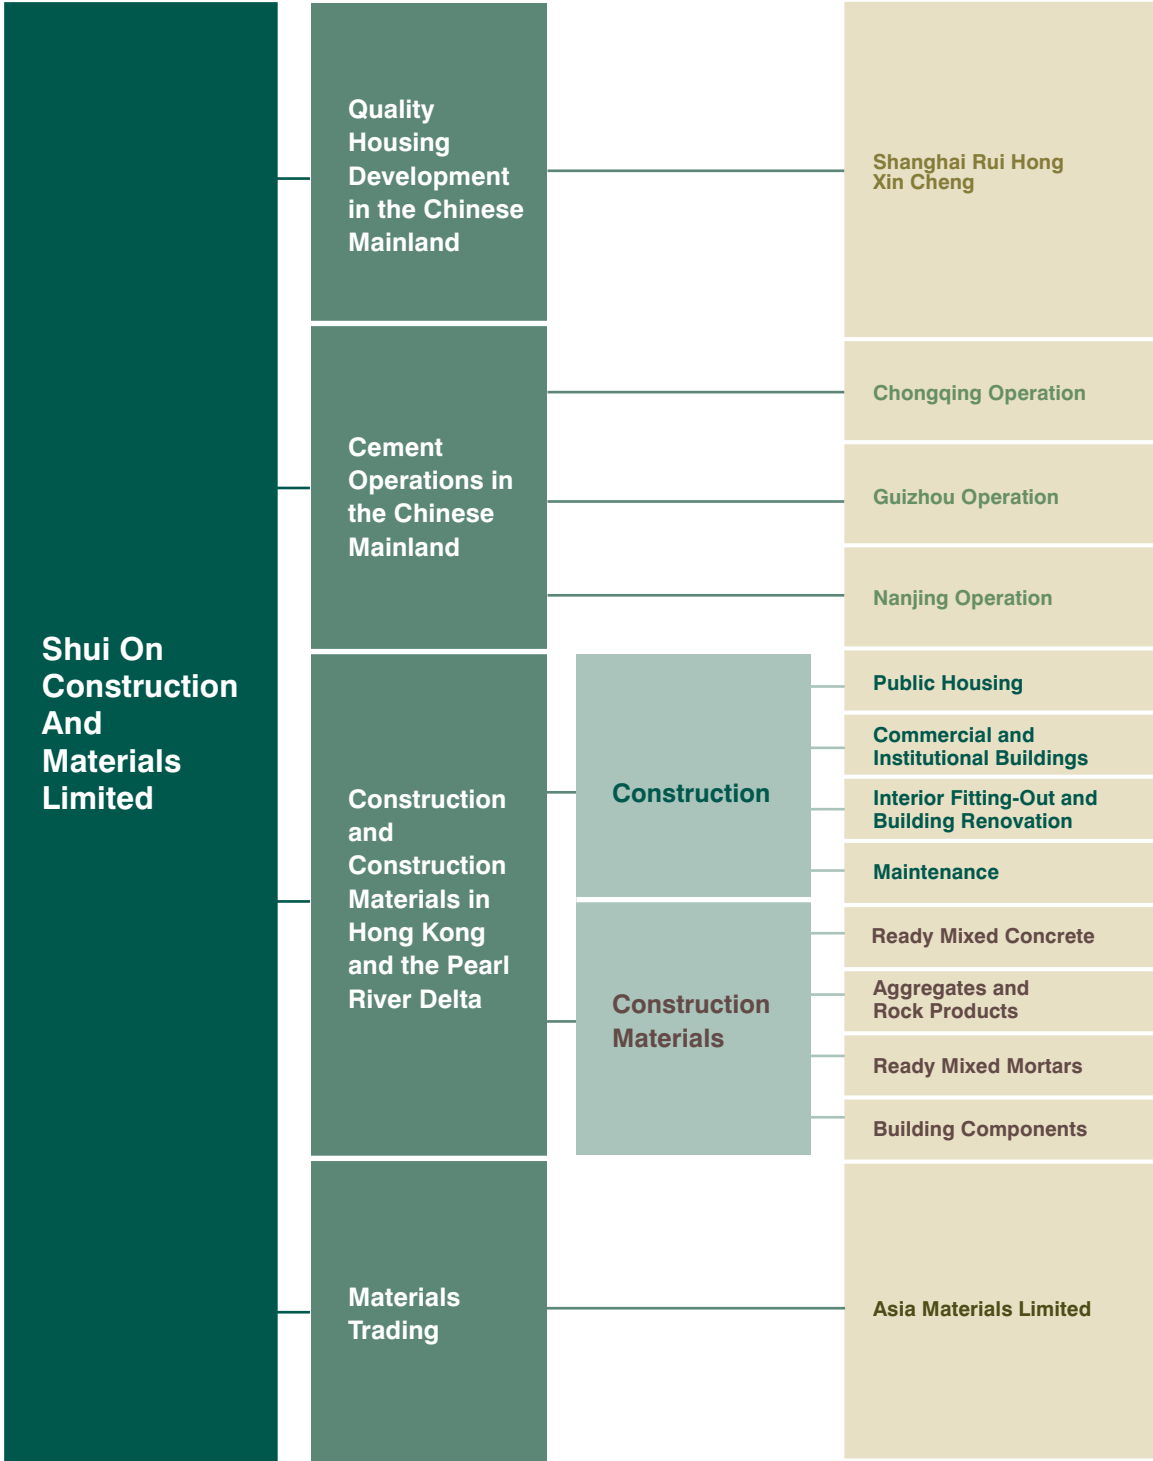 Shui On
Construction
And
Materials
Limited
Quality
Housing
Development
in the Chinese
Mainland
Shanghai Rui Hong
Xin Cheng
Cement
Operations in
the Chinese
Mainland
Chongqing Operation
Guizhou Operation
Nanjing Operation
Construction
and
Construction
Materials in
Hong Kong
and the Pearl
River Delta
Construction
Public Housing
Commercial and
Institutional Buildings
Interior Fitting-Out and
Building Renovation
Maintenance
Construction
Materials
Ready Mixed Concrete
Aggregates and
Rock Products
Ready Mixed Mortars
Building Components
Materials
Trading
Asia Materials Limited